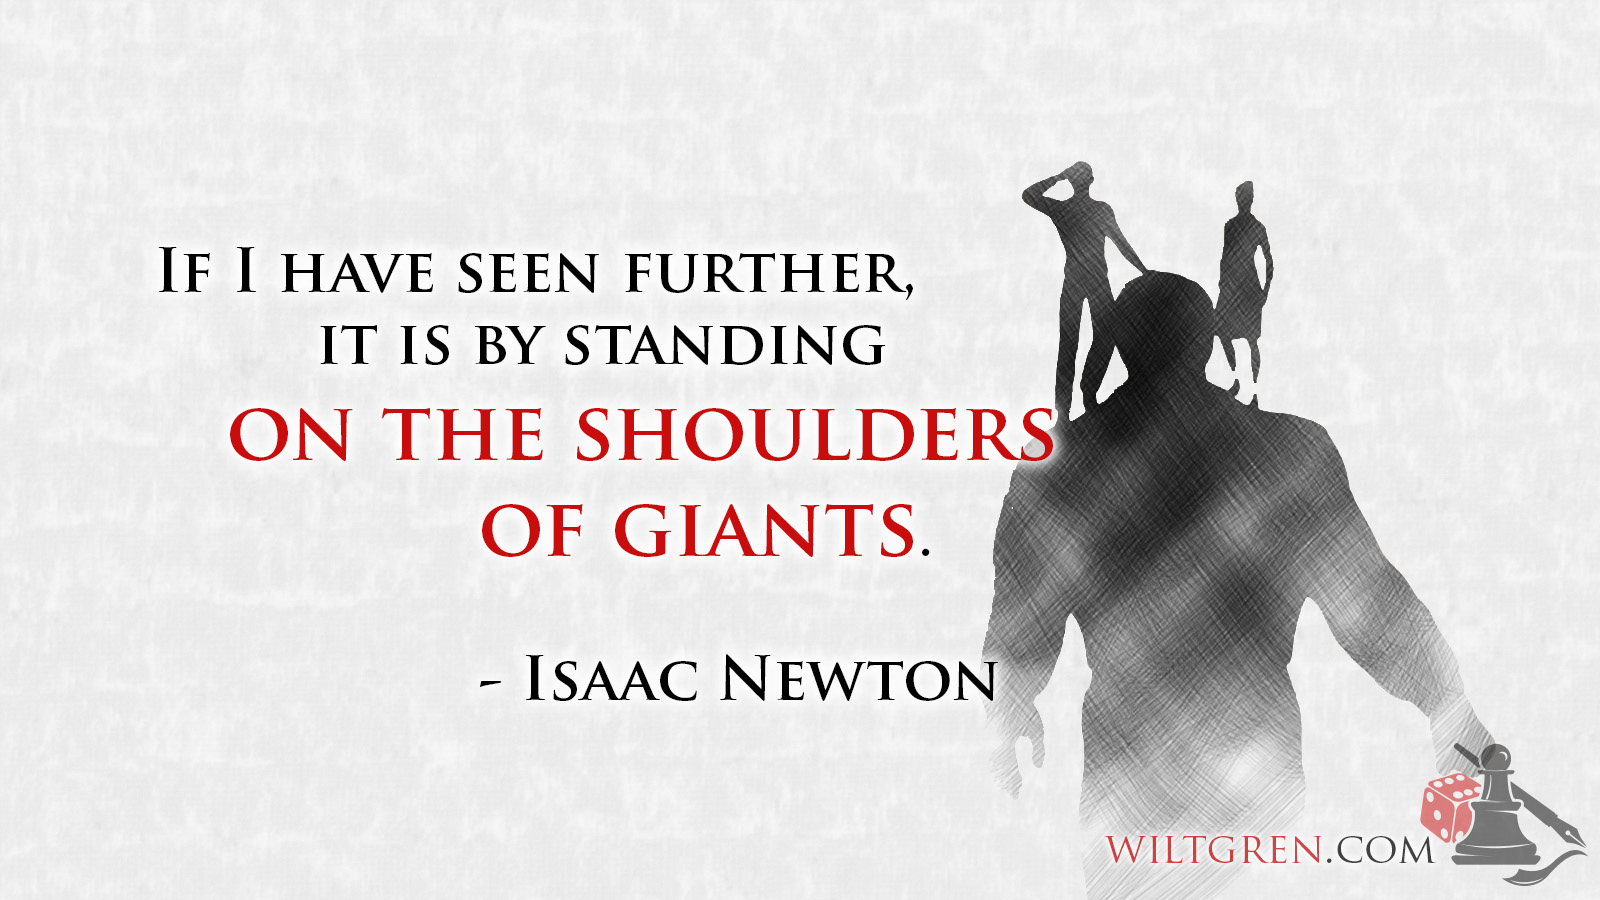 If I have seen further,
it is by standing
on the shoulders
of giants.
- Isaac Newton
wiltgren.com